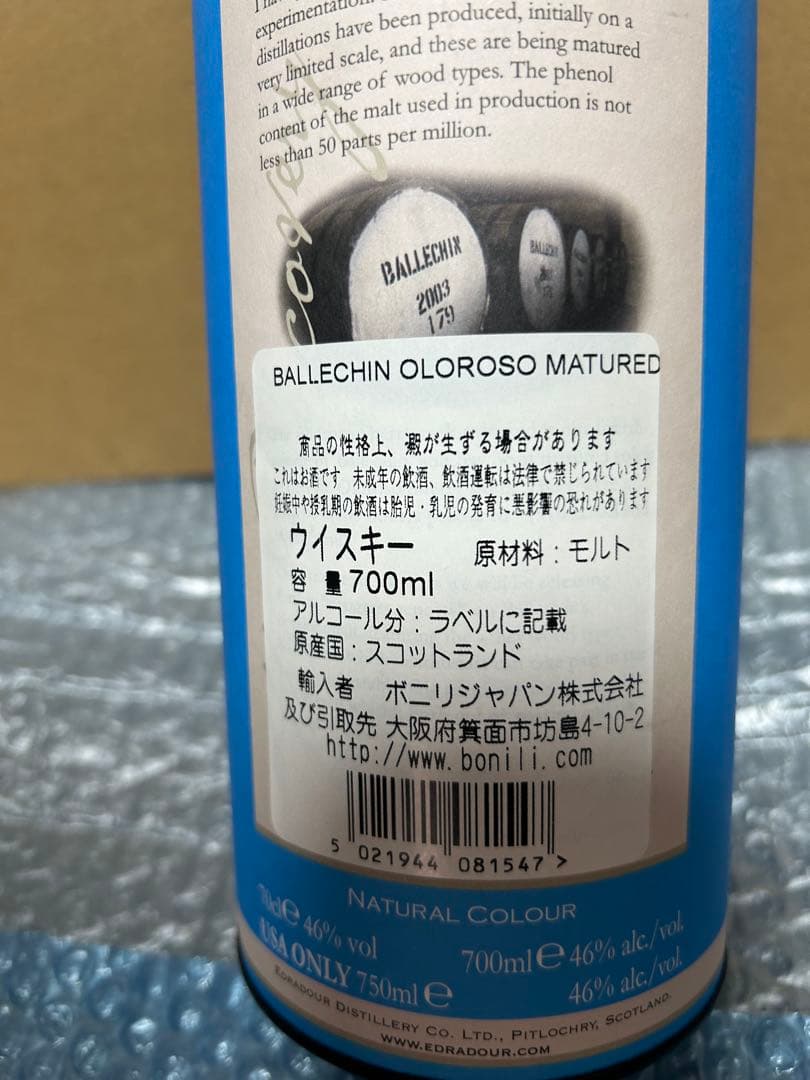 experimentation
distillations have been produced, initially on a
very limited scale, and these are being matured
in a wide range of wood types. The phenol
content of the malt used in production is not
less than 50 parts per million.
BALLECHIN
2003
179
BALLECHIN
BALLECHIN OLOROSO MATURED
商品の性格上、澱が生ずる場合があります
これはお酒です 未成年の飲酒、飲酒運転は法律で禁じられています
妊娠中や授乳期の飲酒は胎児・乳児の発育に悪影響の恐れがあります
ウイスキー 原材料:モルト
容 量700ml
アルコール分:ラベルに記載
原産国:スコットランド
輸入者 ボニリジャパン株式会社
及び引取先 大阪府箕面市坊島4-10-2
http://www.bonili.com
5 021944 081547 >
NATURAL COLOUR
70cl e 46% vol
700ml e 46% alc./vol.
USA ONLY 750ml e
46% alc./vol.
EDRADOUR DISTILLERY CO. LTD., PITLOCHRY, SCOTLAND.
WWW.EDRADOUR.COM